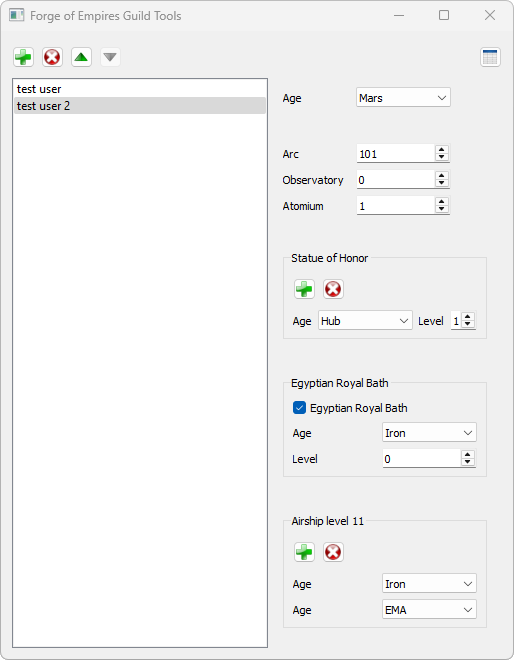 Forge of Empires Guild Tools
test user
test user 2
Age Mars
Arc 101
Observatory 0
Atomium 1
Statue of Honor
Age Hub Level 1
Egyptian Royal Bath
Egyptian Royal Bath
Age Iron
Level 0
Airship level 11
Age Iron
Age EMA